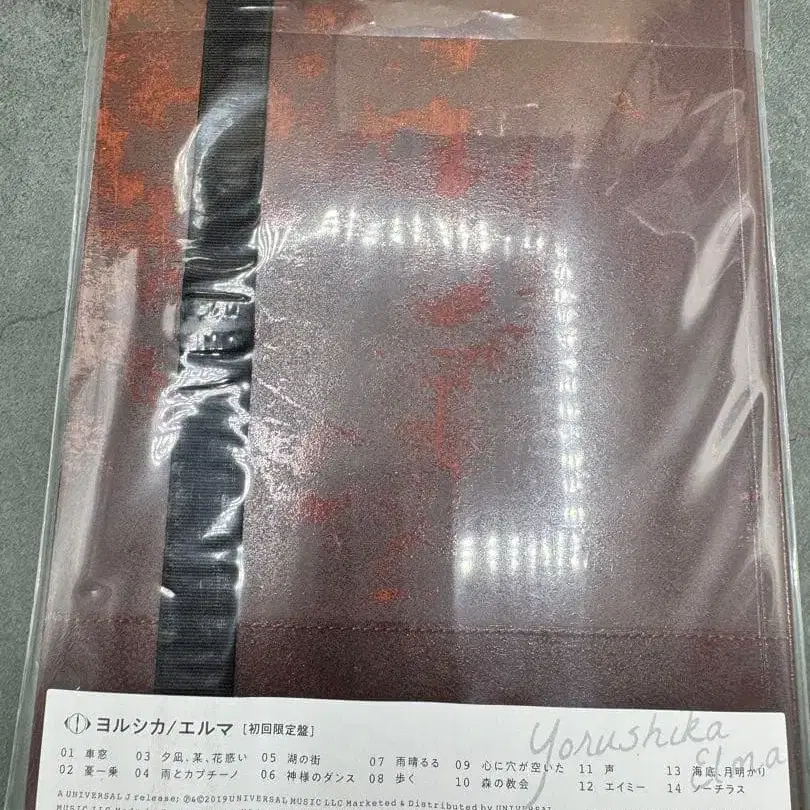 ヨルシカ/エルマ [初回限定盤]
01 車窓 03 夕凪、某、花惑い 05 湖の街 07 雨晴るる 09 心に穴が空いた 11 声 13 海底、月明かり
02 憂一乗 04 雨とカプチーノ 06 神様のダンス 08 歩く 10 森の教会 12 エイミー 14 ノーチラス
Yorushika
Elma
A UNIVERSAL J release; ℗&©2019 UNIVERSAL MUSIC LLC Marketed & Distributed by UNIVERSAL